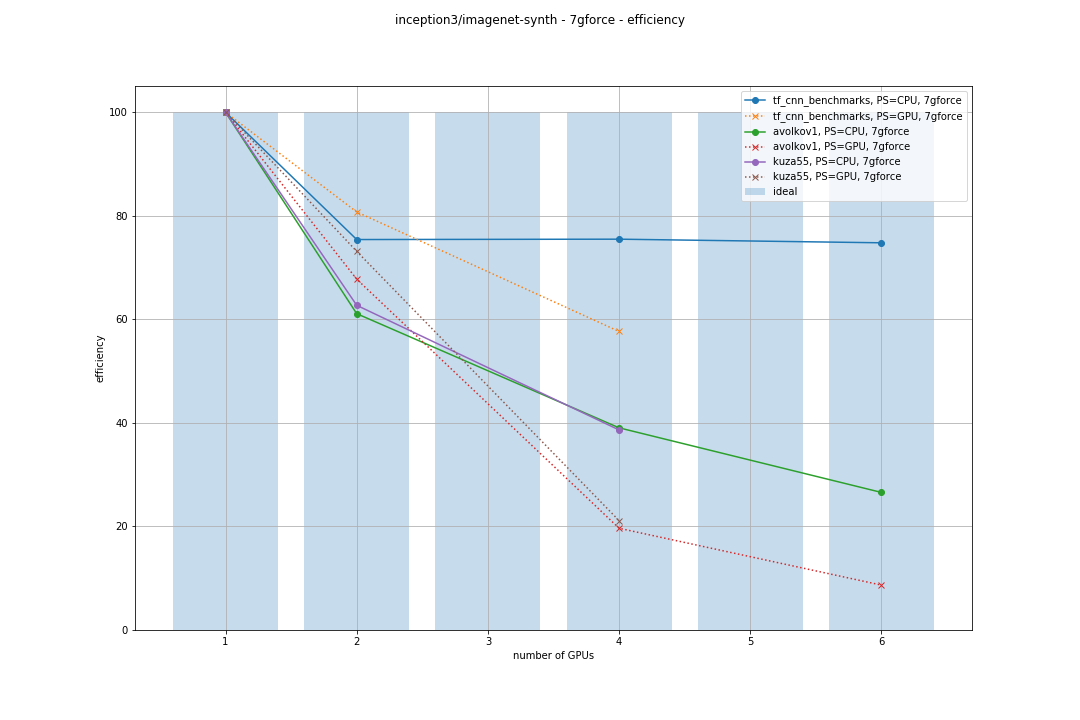 inception3/imagenet-synth - 7gforce - efficiency
tf_cnn_benchmarks, PS=CPU, 7gforce
tf_cnn_benchmarks, PS=GPU, 7gforce
avolkov1, PS=CPU, 7gforce
avolkov1, PS=GPU, 7gforce
kuza55, PS=CPU, 7gforce
kuza55, PS=GPU, 7gforce
ideal
efficiency
100
80
60
40
20
0
1 2 3 4 5 6
number of GPUs